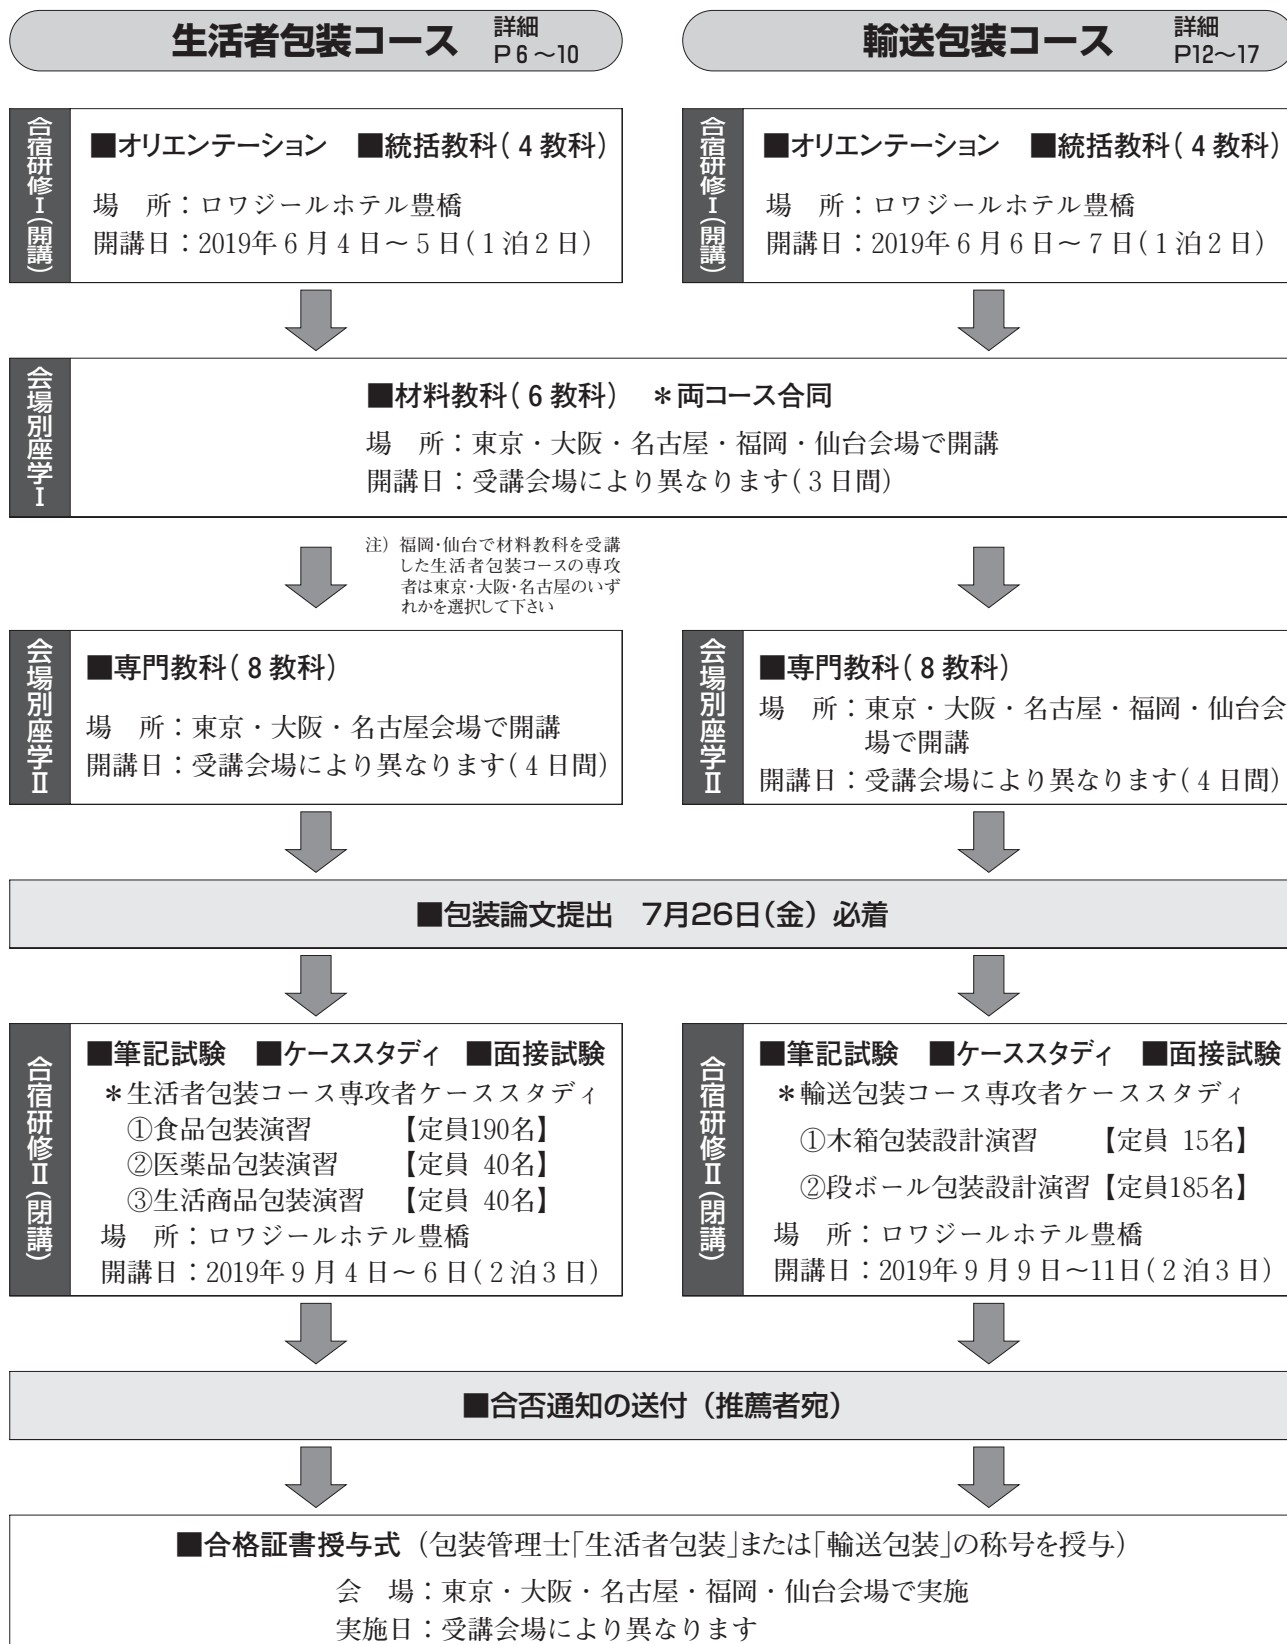 生活者包装コース 詳細
P6～10
輸送包装コース 詳細
P12～17
合宿研修Ⅰ(開講)
■オリエンテーション ■統括教科(4教科)
場　所：ロワジールホテル豊橋
開講日：2019年6月4日～5日(1泊2日)
合宿研修Ⅰ(開講)
■オリエンテーション ■統括教科(4教科)
場　所：ロワジールホテル豊橋
開講日：2019年6月6日～7日(1泊2日)
会場別座学Ⅰ
■材料教科(6教科)　＊両コース合同
場　所：東京・大阪・名古屋・福岡・仙台会場で開講
開講日：受講会場により異なります(3日間)
注）福岡・仙台で材料教科を受講
した生活者包装コースの専攻
者は東京・大阪・名古屋のいず
れかを選択して下さい
会場別座学Ⅱ
■専門教科(8教科)
場　所：東京・大阪・名古屋会場で開講
開講日：受講会場により異なります(4日間)
会場別座学Ⅱ
■専門教科(8教科)
場　所：東京・大阪・名古屋・福岡・仙台会
場で開講
開講日：受講会場により異なります(4日間)
■包装論文提出　7月26日(金) 必着
合宿研修Ⅱ(閉講)
■筆記試験 ■ケーススタディ ■面接試験
＊生活者包装コース専攻者ケーススタディ
①食品包装演習　【定員190名】
②医薬品包装演習　【定員 40名】
③生活商品包装演習　【定員 40名】
場　所：ロワジールホテル豊橋
開講日：2019年9月4日～6日(2泊3日)
合宿研修Ⅱ(閉講)
■筆記試験 ■ケーススタディ ■面接試験
＊輸送包装コース専攻者ケーススタディ
①木箱包装設計演習　【定員 15名】
②段ボール包装設計演習【定員185名】
場　所：ロワジールホテル豊橋
開講日：2019年9月9日～11日(2泊3日)
■合否通知の送付（推薦者宛）
■合格証書授与式（包装管理士「生活者包装」または「輸送包装」の称号を授与）
会　場：東京・大阪・名古屋・福岡・仙台会場で実施
実施日：受講会場により異なります